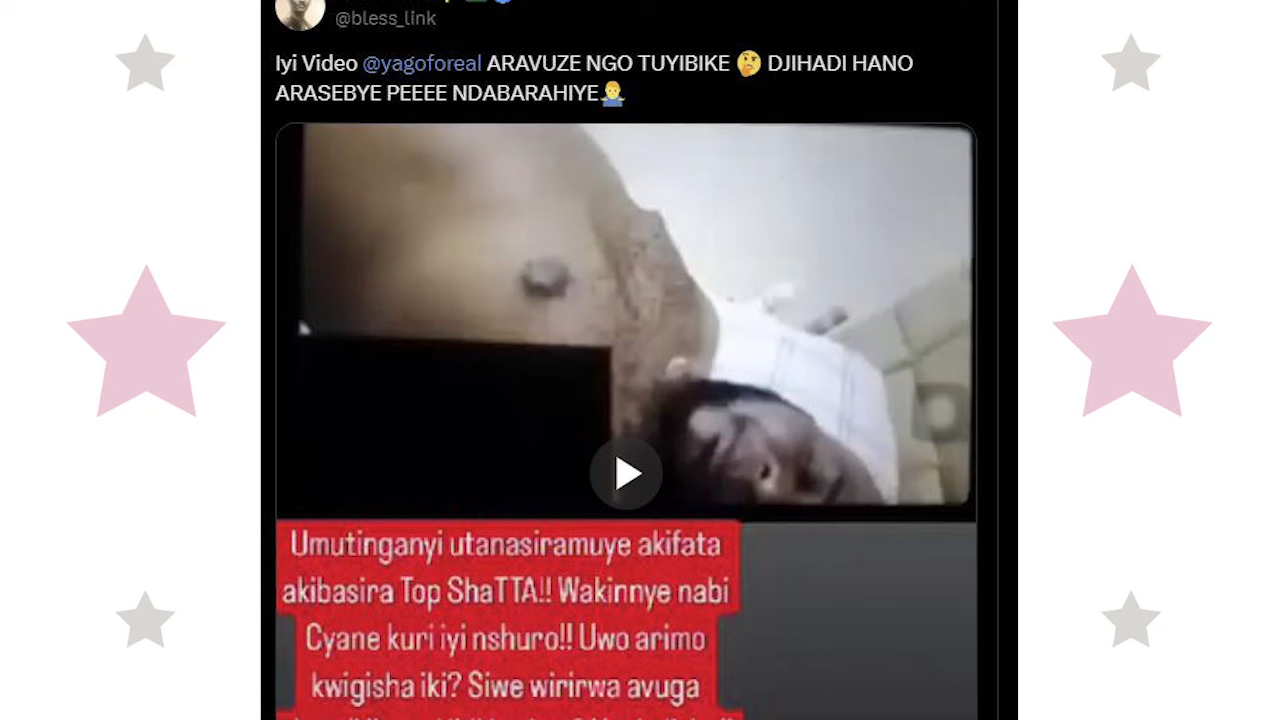 @bless_link
Iyi Video @yagoforeal ARAVUZE NGO TUYIBIKE 🤔 DJIHADI HANO
ARASEBYE PEEEE NDABARAHIYE🙅‍♂️
Umutinganyi utanasiramuye akifata
akibasira Top ShaTTA!! Wakinnye nabi
Cyane kuri iyi nshuro!! Uwo arimo
kwigisha iki? Siwe wirirwa avuga